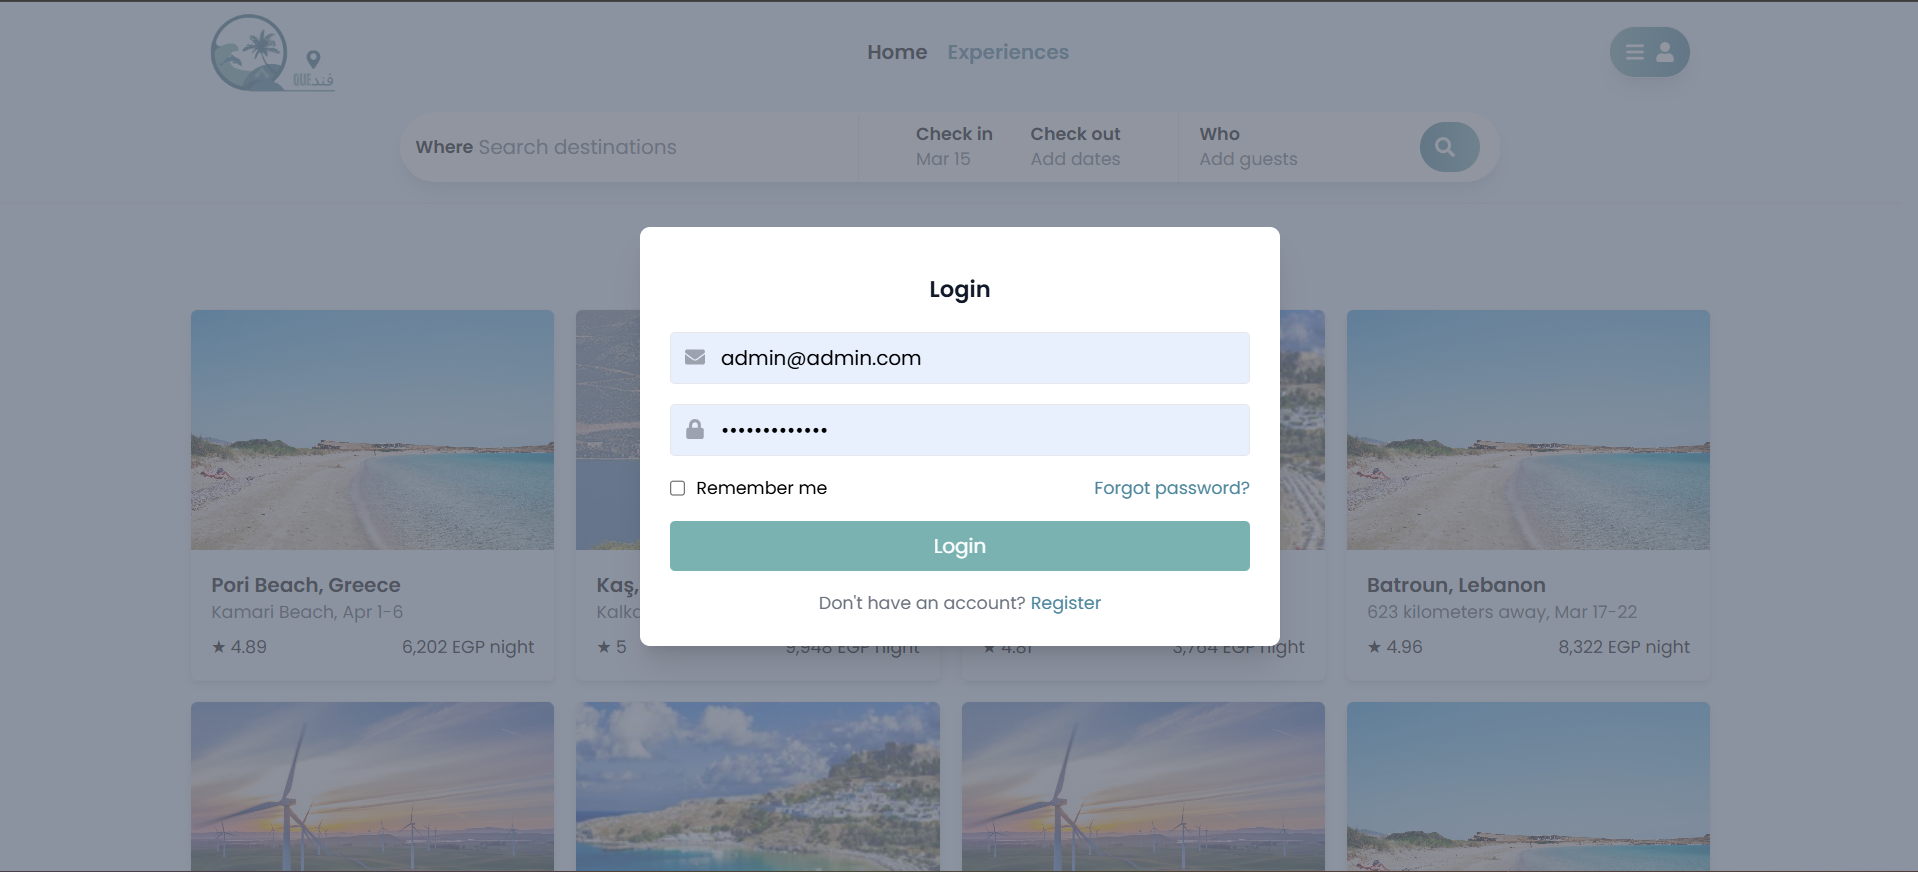 Home Experiences
QUEفند
Where Search destinations
Check in
Mar 15
Check out
Add dates
Who
Add guests
Login
admin@admin.com
•••••••••••••
Remember me
Forgot password?
Login
Don't have an account? Register
Pori Beach, Greece
Kamari Beach, Apr 1-6
★ 4.89 6,202 EGP night
Kaş,
★ 5 9,948 EGP night
★ 4.81 3,764 EGP night
Batroun, Lebanon
623 kilometers away, Mar 17-22
★ 4.96 8,322 EGP night